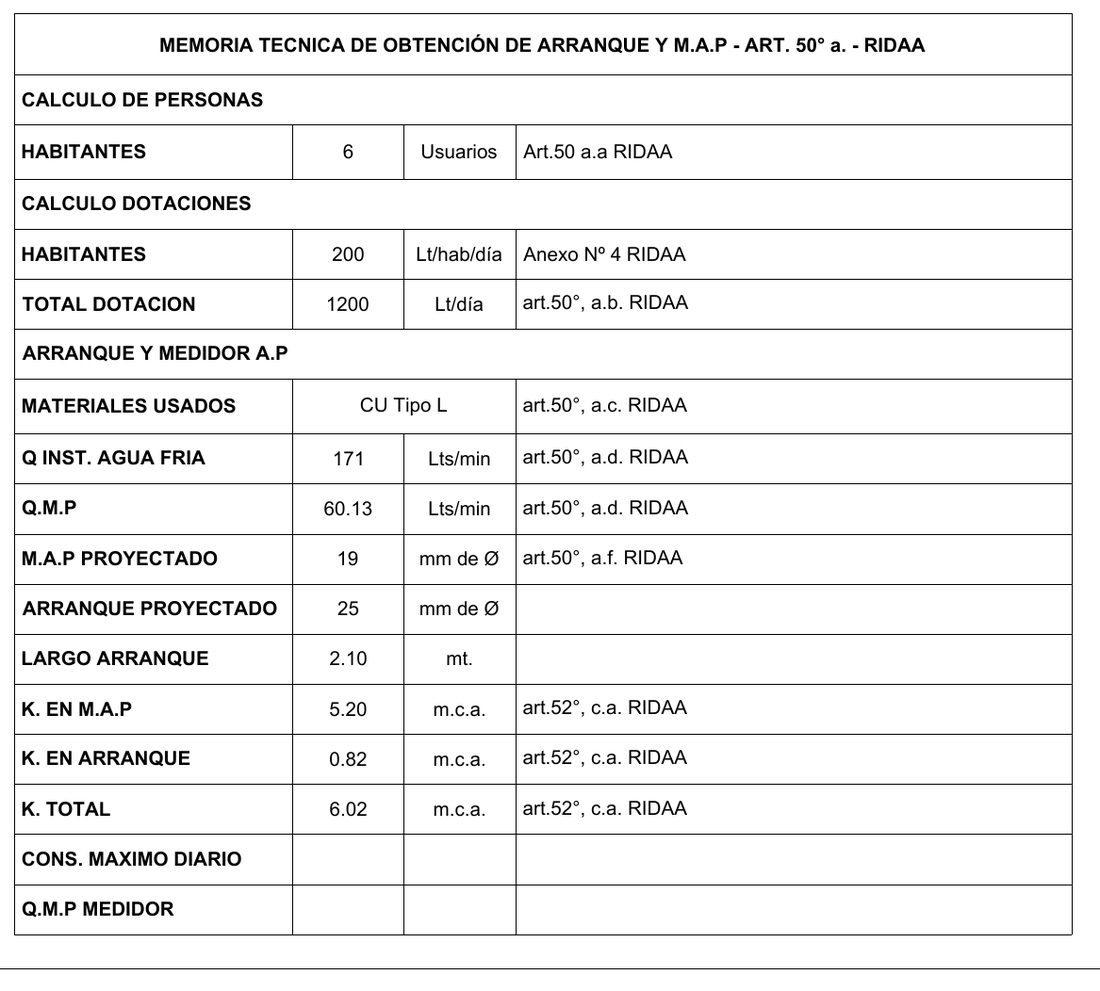 MEMORIA TECNICA DE OBTENCIÓN DE ARRANQUE Y M.A.P - ART. 50° a. - RIDAA
CALCULO DE PERSONAS
HABITANTES 6 Usuarios Art.50 a.a RIDAA
CALCULO DOTACIONES
HABITANTES 200 Lt/hab/día Anexo Nº 4 RIDAA
TOTAL DOTACION 1200 Lt/día art.50°, a.b. RIDAA
ARRANQUE Y MEDIDOR A.P
MATERIALES USADOS CU Tipo L art.50°, a.c. RIDAA
Q INST. AGUA FRIA 171 Lts/min art.50°, a.d. RIDAA
Q.M.P 60.13 Lts/min art.50°, a.d. RIDAA
M.A.P PROYECTADO 19 mm de Ø art.50°, a.f. RIDAA
ARRANQUE PROYECTADO 25 mm de Ø
LARGO ARRANQUE 2.10 mt.
K. EN M.A.P 5.20 m.c.a. art.52°, c.a. RIDAA
K. EN ARRANQUE 0.82 m.c.a. art.52°, c.a. RIDAA
K. TOTAL 6.02 m.c.a. art.52°, c.a. RIDAA
CONS. MAXIMO DIARIO
Q.M.P MEDIDOR